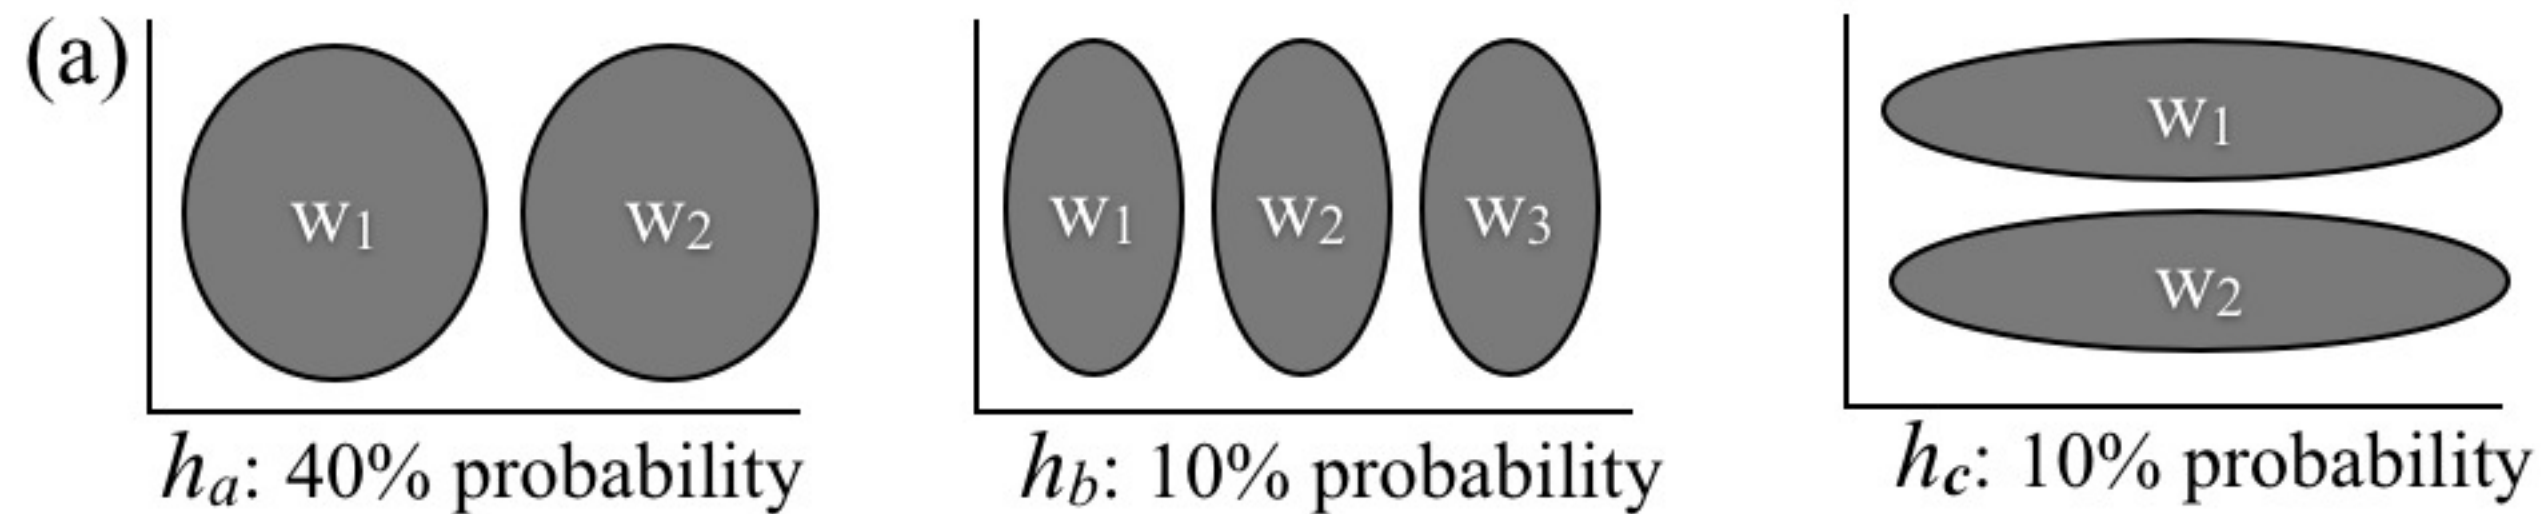 (a)
w1 w2
w1 w2 w3
w1
w2
ha: 40% probability
hb: 10% probability
hc: 10% probability